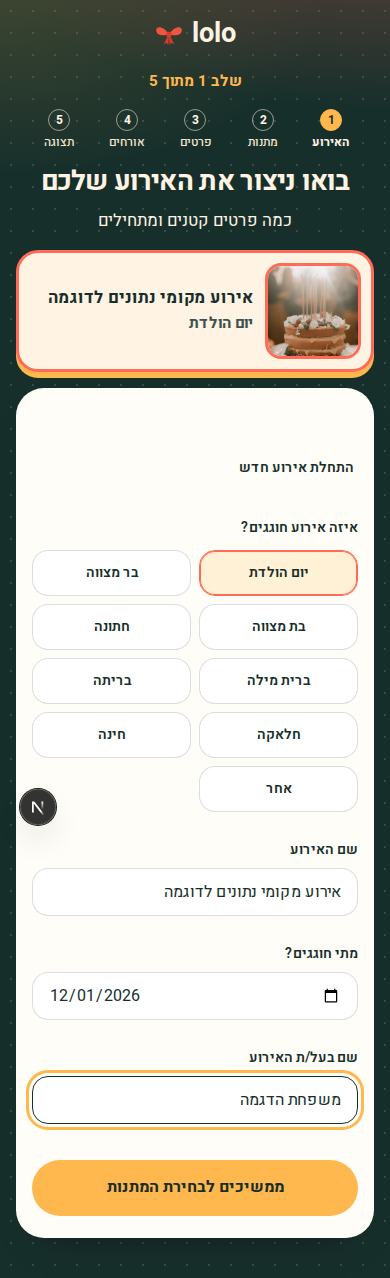 lolo
שלב 1 מתוך 5
1 2 3 4 5
האירוע מתנות פרטים אורחים תצוגה
בואו ניצור את האירוע שלכם
כמה פרטים קטנים ומתחילים
אירוע מקומי נתונים לדוגמה
יום הולדת
התחלת אירוע חדש
איזה אירוע חוגגים?
יום הולדת בר מצווה
בת מצווה חתונה
ברית מילה בריתה
חלאקה חינה
אחר
N
שם האירוע
אירוע מקומי נתונים לדוגמה
מתי חוגגים?
12/01/2026
שם בעל/ת האירוע
משפחת הדגמה
ממשיכים לבחירת המתנות